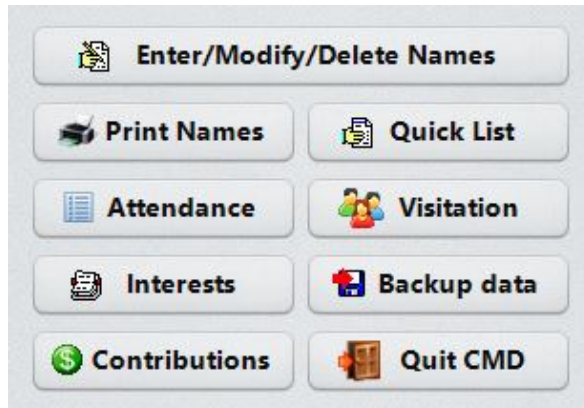 Enter/Modify/Delete Names
Print Names
Quick List
Attendance
Visitation
Interests
Backup data
Contributions
Quit CMD